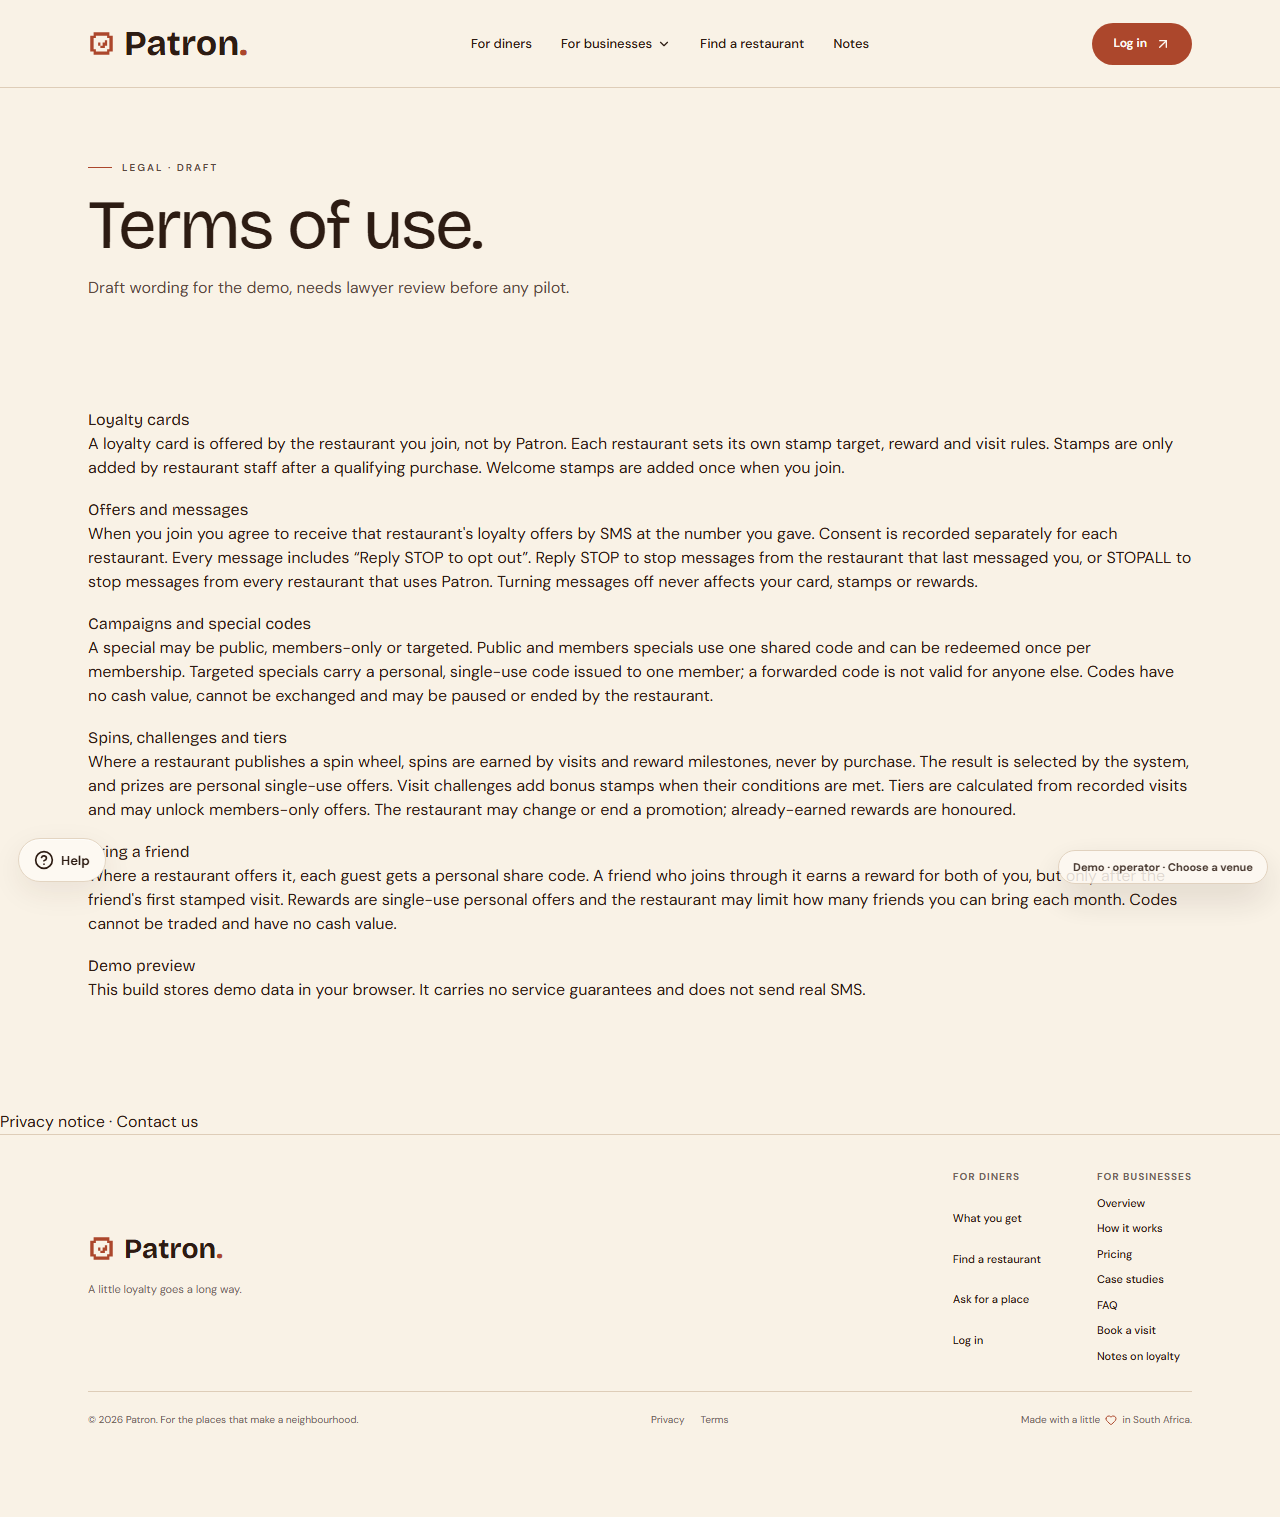 Patron.
For diners
For businesses
Find a restaurant
Notes
Log in
LEGAL · DRAFT
Terms of use.
Draft wording for the demo, needs lawyer review before any pilot.
Loyalty cards
A loyalty card is offered by the restaurant you join, not by Patron. Each restaurant sets its own stamp target, reward and visit rules. Stamps are only
added by restaurant staff after a qualifying purchase. Welcome stamps are added once when you join.
Offers and messages
When you join you agree to receive that restaurant's loyalty offers by SMS at the number you gave. Consent is recorded separately for each
restaurant. Every message includes “Reply STOP to opt out”. Reply STOP to stop messages from the restaurant that last messaged you, or STOPALL to
stop messages from every restaurant that uses Patron. Turning messages off never affects your card, stamps or rewards.
Campaigns and special codes
A special may be public, members-only or targeted. Public and members specials use one shared code and can be redeemed once per
membership. Targeted specials carry a personal, single-use code issued to one member; a forwarded code is not valid for anyone else. Codes have
no cash value, cannot be exchanged and may be paused or ended by the restaurant.
Spins, challenges and tiers
Where a restaurant publishes a spin wheel, spins are earned by visits and reward milestones, never by purchase. The result is selected by the system,
and prizes are personal single-use offers. Visit challenges add bonus stamps when their conditions are met. Tiers are calculated from recorded visits
and may unlock members-only offers. The restaurant may change or end a promotion; already-earned rewards are honoured.
Help
a friend
Where a restaurant offers it, each guest gets a personal share code. A friend who joins through it earns a reward for both of you, but only after the
Demo · operator · Choose a venue
friend's first stamped visit. Rewards are single-use personal offers and the restaurant may limit how many friends you can bring each month. Codes
cannot be traded and have no cash value.
Demo preview
This build stores demo data in your browser. It carries no service guarantees and does not send real SMS.
Privacy notice · Contact us
Patron.
A little loyalty goes a long way.
FOR DINERS
What you get
Find a restaurant
Ask for a place
Log in
FOR BUSINESSES
Overview
How it works
Pricing
Case studies
FAQ
Book a visit
Notes on loyalty
© 2026 Patron. For the places that make a neighbourhood.
Privacy
Terms
Made with a little
in South Africa.